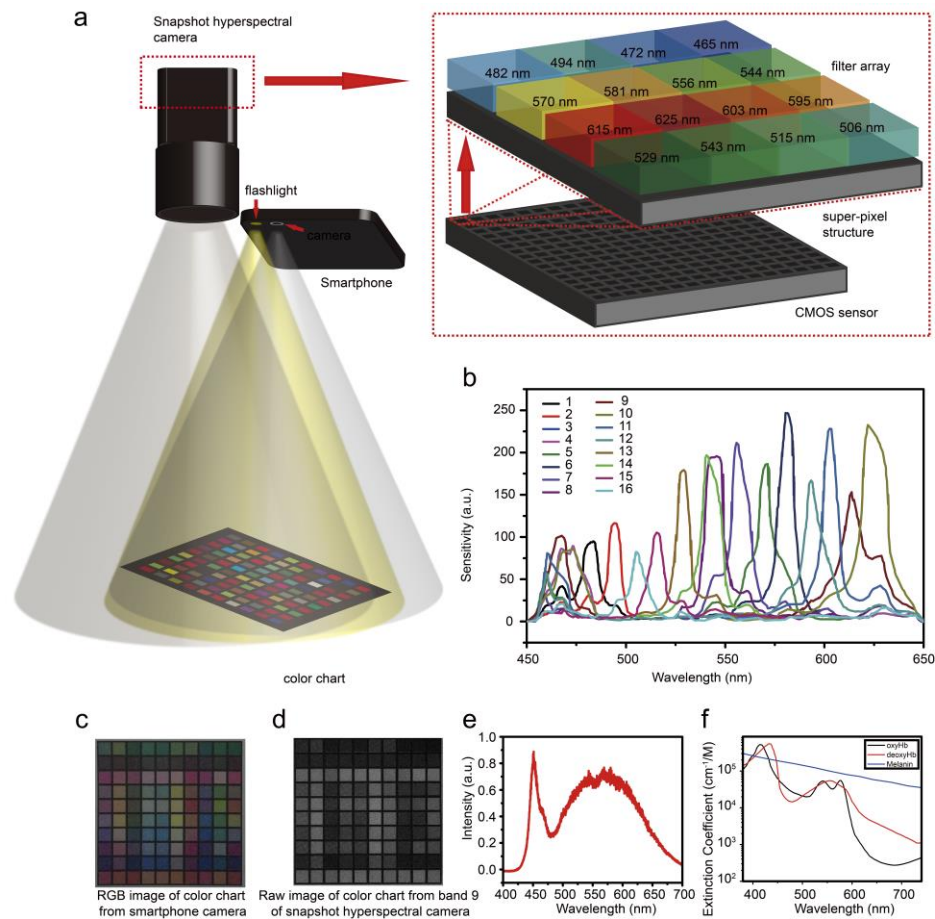 a
Snapshot hyperspectral
camera
flashlight
camera
Smartphone
color chart
465 nm
472 nm
494 nm
482 nm
filter array
544 nm
556 nm
581 nm
570 nm
595 nm
603 nm
625 nm
615 nm
506 nm
515 nm
543 nm
529 nm
super-pixel
structure
CMOS sensor
b
250
200
150
100
50
0
Sensitivity (a.u.)
1 9
2 10
3 11
4 12
5 13
6 14
7 15
8 16
450 500 550 600 650
Wavelength (nm)
c
RGB image of color chart
from smartphone camera
d
Raw image of color chart from band 9
of snapshot hyperspectral camera
e
1.0
0.8
0.6
0.4
0.2
0.0
Intensity (a.u.)
400 450 500 550 600 650 700
Wavelength (nm)
f
oxyHb
deoxyHb
Melanin
10⁵
10⁴
10³
10²
Extinction Coefficient (cm⁻¹/M)
400 500 600 700
Wavelength (nm)